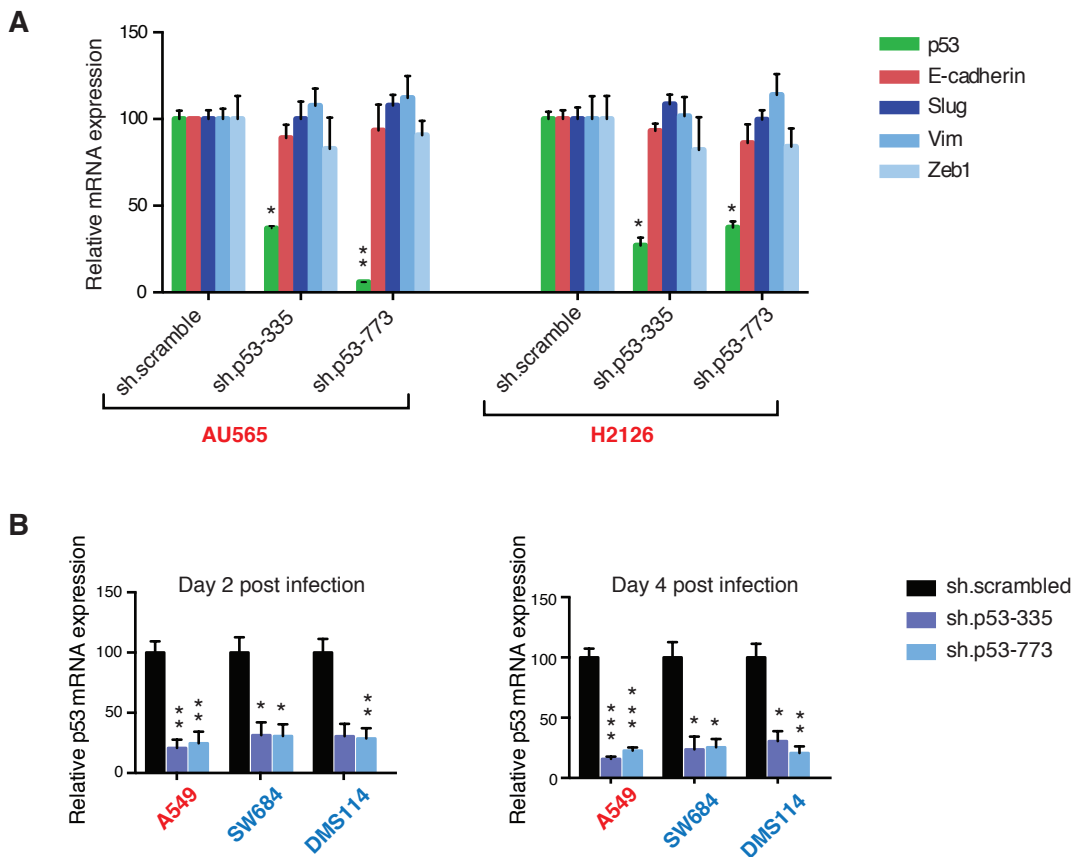 A
Relative mRNA expression
150
100
50
0
p53
E-cadherin
Slug
Vim
Zeb1
*
* *
*
*
sh.scramble
sh.p53-335
sh.p53-773
sh.scramble
sh.p53-335
sh.p53-773
AU565
H2126
B
Day 2 post infection
Relative p53 mRNA expression
150
100
50
0
* *
* *
*
*
* *
A549
SW684
DMS114
Day 4 post infection
Relative p53 mRNA expression
150
100
50
0
* * *
* * *
*
*
*
* *
A549
SW684
DMS114
sh.scrambled
sh.p53-335
sh.p53-773